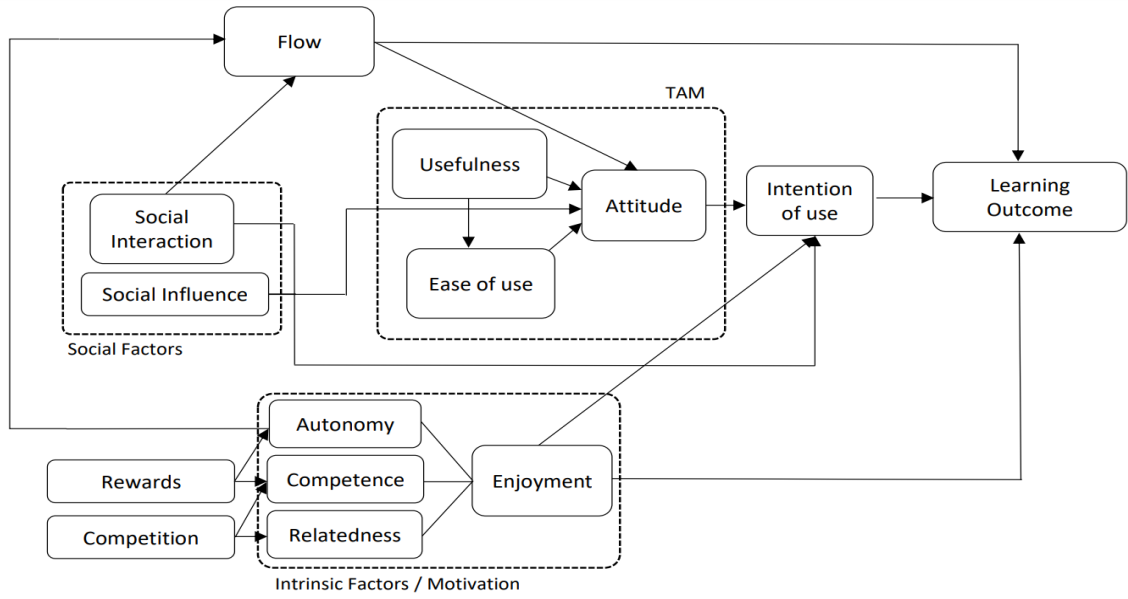 Flow
TAM
Usefulness
Attitude
Intention
of use
Learning
Outcome
Social
Interaction
Ease of use
Social Influence
Social Factors
Autonomy
Rewards
Competence
Enjoyment
Competition
Relatedness
Intrinsic Factors / Motivation